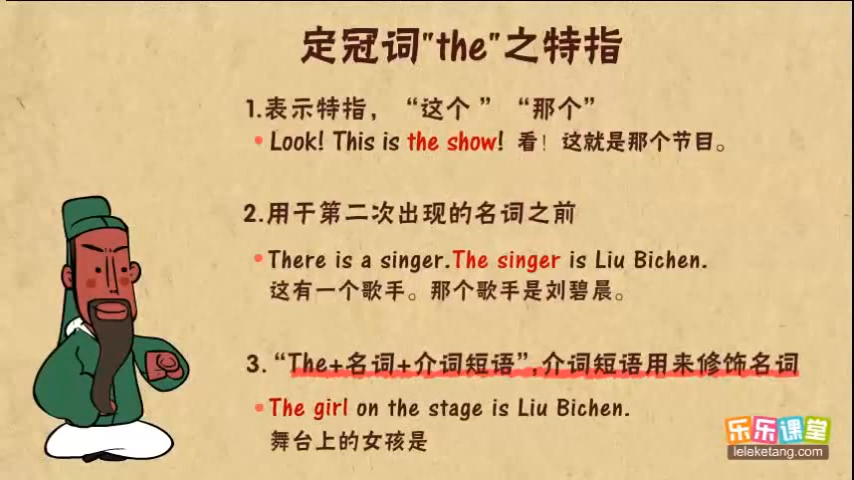 定冠词"the"之特指
1.表示特指，“这个 ”“那个”
Look! This is the show! 看！这就是那个节目。
2.用于第二次出现的名词之前
There is a singer.The singer is Liu Bichen.
这有一个歌手。那个歌手是刘碧晨。
3.“The+名词+介词短语”,介词短语用来修饰名词
The girl on the stage is Liu Bichen.
舞台上的女孩是
乐乐课堂
leleketang.com